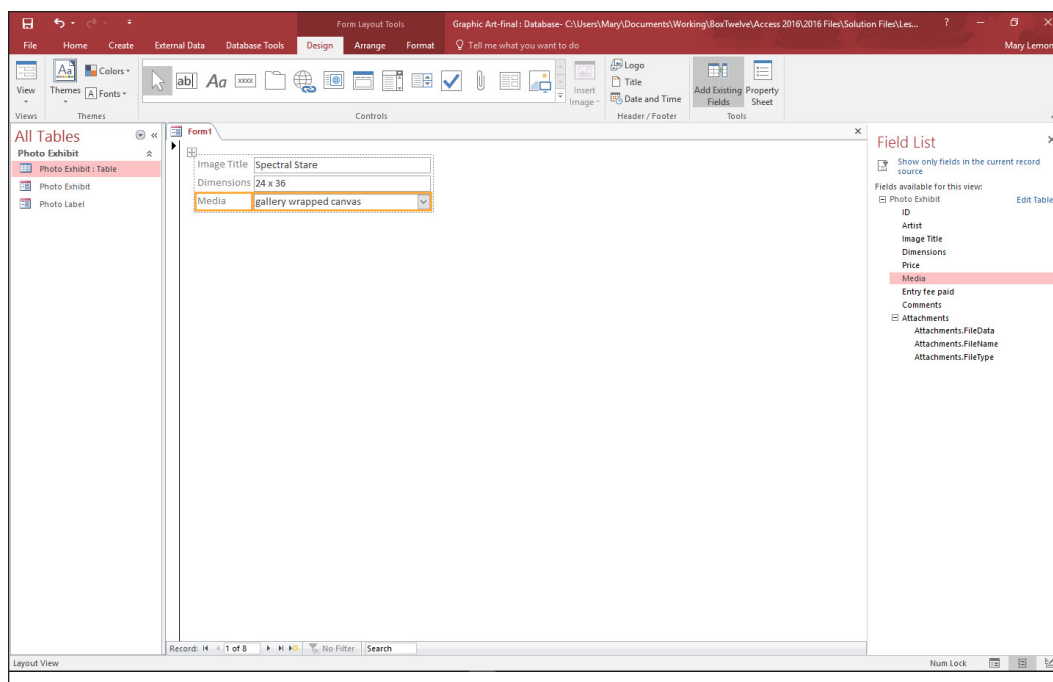 Form Layout Tools
Graphic Art-final : Database- C:\Users\Mary\Documents\Working\BoxTwelve\Access 2016\2016 Files\Solution Files\Les...
?
File Home Create External Data Database Tools Design Arrange Format Tell me what you want to do Mary Lemon
View
Themes
Colors
A Fonts
ab| Aa xxxx
Insert Image
Logo
Title
Date and Time
Add Existing Fields
Property Sheet
Views Themes Controls Header / Footer Tools
All Tables
Photo Exhibit
Photo Exhibit : Table
Photo Exhibit
Photo Label
Form1
Image Title Spectral Stare
Dimensions 24 x 36
Media gallery wrapped canvas
Field List
Show only fields in the current record source
Fields available for this view:
Photo Exhibit Edit Table
ID
Artist
Image Title
Dimensions
Price
Media
Entry fee paid
Comments
Attachments
Attachments.FileData
Attachments.FileName
Attachments.FileType
Record: 1 of 8 No Filter Search
Layout View Num Lock